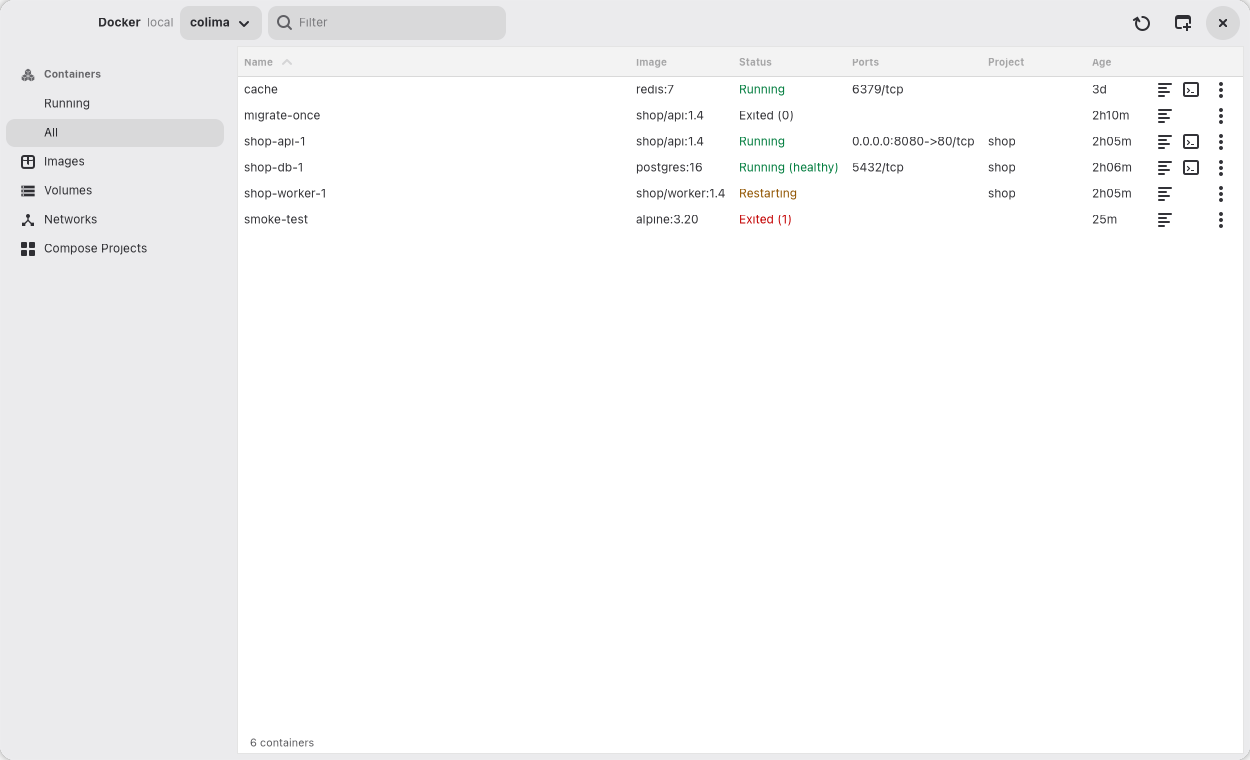 Docker local colima Filter
Containers
Running
All
Images
Volumes
Networks
Compose Projects
Name Image Status Ports Project Age
cache redis:7 Running 6379/tcp 3d
migrate-once shop/api:1.4 Exited (0) 2h10m
shop-api-1 shop/api:1.4 Running 0.0.0.0:8080->80/tcp shop 2h05m
shop-db-1 postgres:16 Running (healthy) 5432/tcp shop 2h06m
shop-worker-1 shop/worker:1.4 Restarting shop 2h05m
smoke-test alpine:3.20 Exited (1) 25m
6 containers